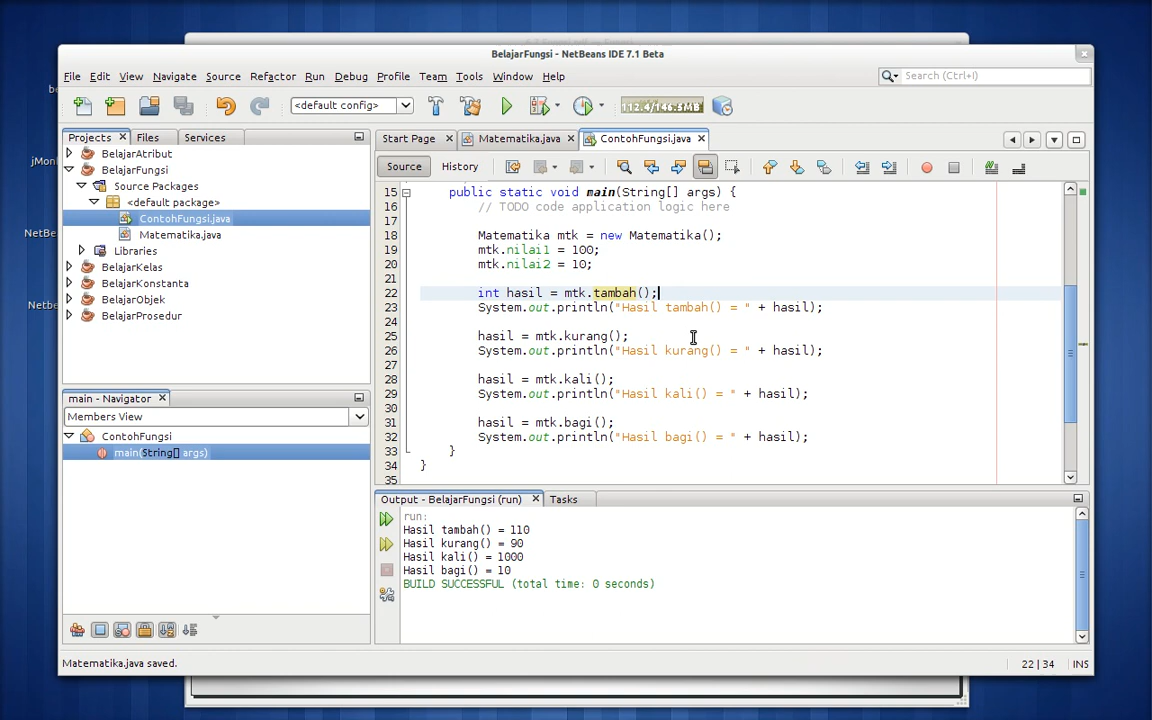 BelajarFungsi - NetBeans IDE 7.1 Beta
File Edit View Navigate Source Refactor Run Debug Profile Team Tools Window Help
Search (Ctrl+I)
<default config>
112.4/146.5MB
Projects Files Services
BelajarAtribut
BelajarFungsi
Source Packages
<default package>
ContohFungsi.java
Matematika.java
Libraries
BelajarKelas
BelajarKonstanta
BelajarObjek
BelajarProsedur
main - Navigator
Members View
ContohFungsi
main(String[] args)
Start Page Matematika.java ContohFungsi.java
Source History
15 public static void main(String[] args) {
16 // TODO code application logic here
17
18 Matematika mtk = new Matematika();
19 mtk.nilai1 = 100;
20 mtk.nilai2 = 10;
21
22 int hasil = mtk.tambah();
23 System.out.println("Hasil tambah() = " + hasil);
24
25 hasil = mtk.kurang();
26 System.out.println("Hasil kurang() = " + hasil);
27
28 hasil = mtk.kali();
29 System.out.println("Hasil kali() = " + hasil);
30
31 hasil = mtk.bagi();
32 System.out.println("Hasil bagi() = " + hasil);
33 }
34 }
35
Output - BelajarFungsi (run) Tasks
run:
Hasil tambah() = 110
Hasil kurang() = 90
Hasil kali() = 1000
Hasil bagi() = 10
BUILD SUCCESSFUL (total time: 0 seconds)
Matematika.java saved.
22 | 34 INS
be
jMonl
NetB
Netbe